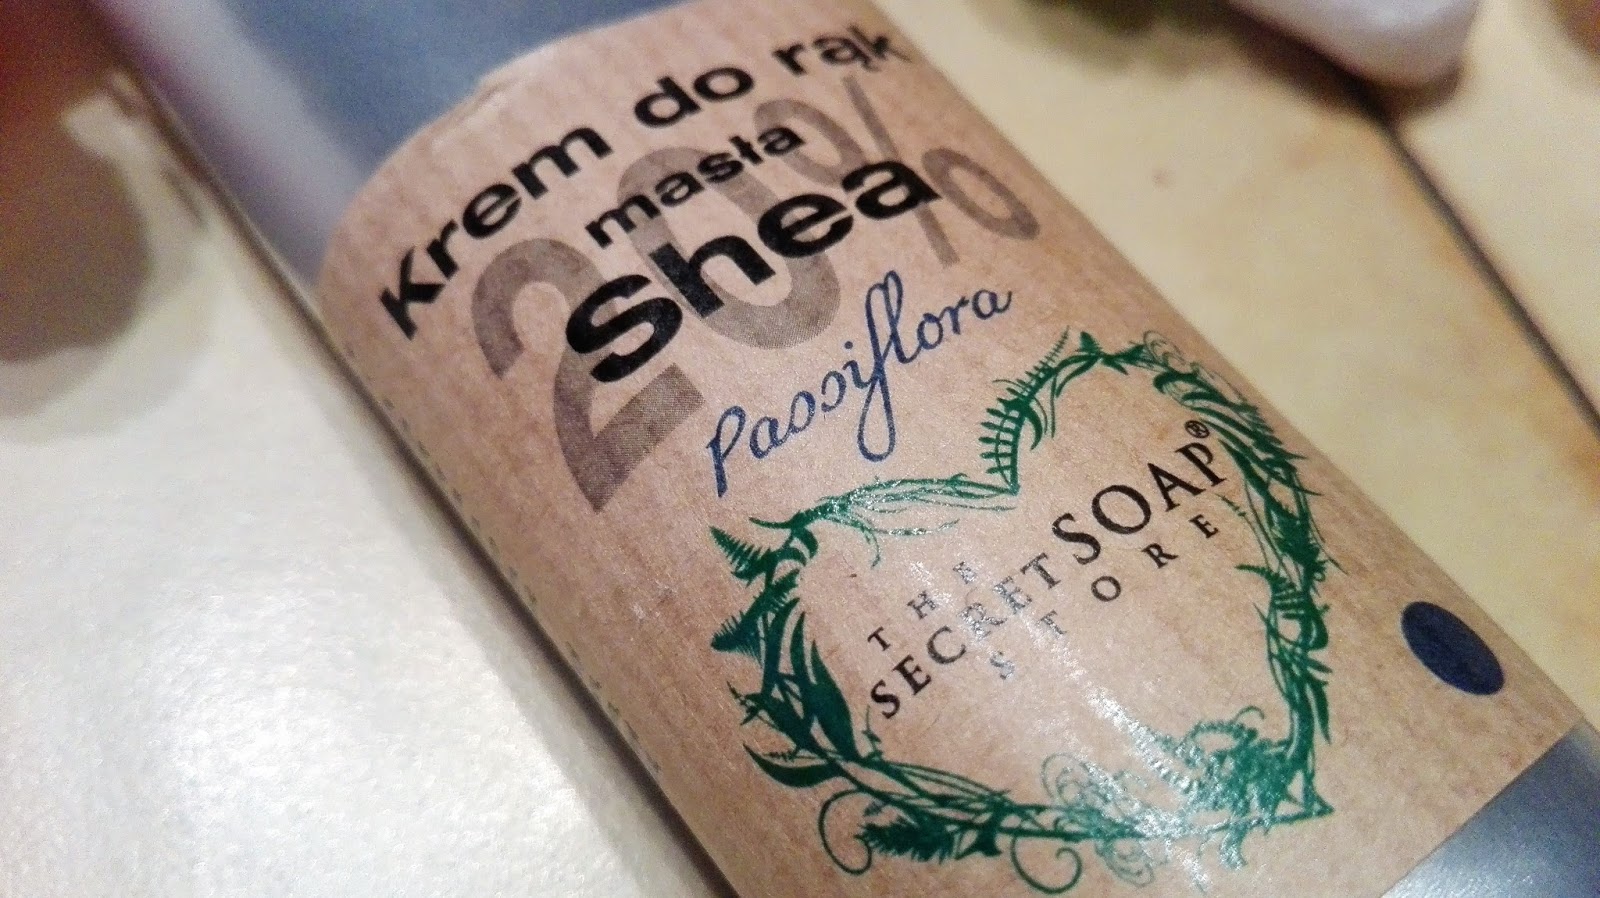 Krem do rąk
20%
masła
shea
Passiflora
THE
SECRET SOAP®
STORE